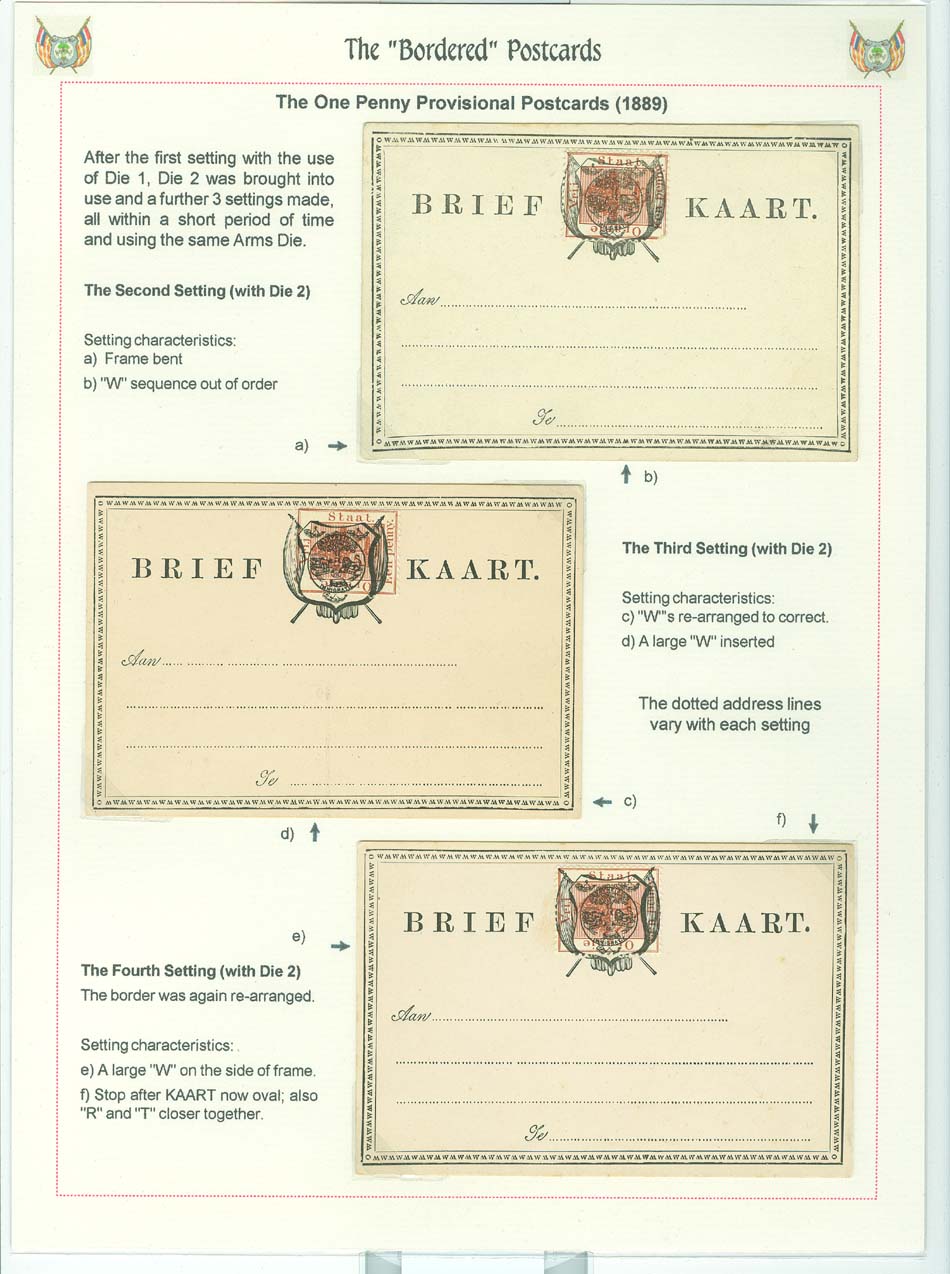 The "Bordered" Postcards
The One Penny Provisional Postcards (1889)
After the first setting with the use
of Die 1, Die 2 was brought into
use and a further 3 settings made,
all within a short period of time
and using the same Arms Die.
The Second Setting (with Die 2)
Setting characteristics:
a) Frame bent
b) "W" sequence out of order
a)
b)
Staat
BRIEF KAART.
Aan
Te
Staat.
BRIEF KAART.
Aan
Te
The Third Setting (with Die 2)
Setting characteristics:
c) "W"'s re-arranged to correct.
d) A large "W" inserted
The dotted address lines
vary with each setting
c)
d)
f)
e)
The Fourth Setting (with Die 2)
The border was again re-arranged.
Setting characteristics: .
e) A large "W" on the side of frame.
f) Stop after KAART now oval; also
"R" and "T" closer together.
Staat
BRIEF KAART.
Aan
Te